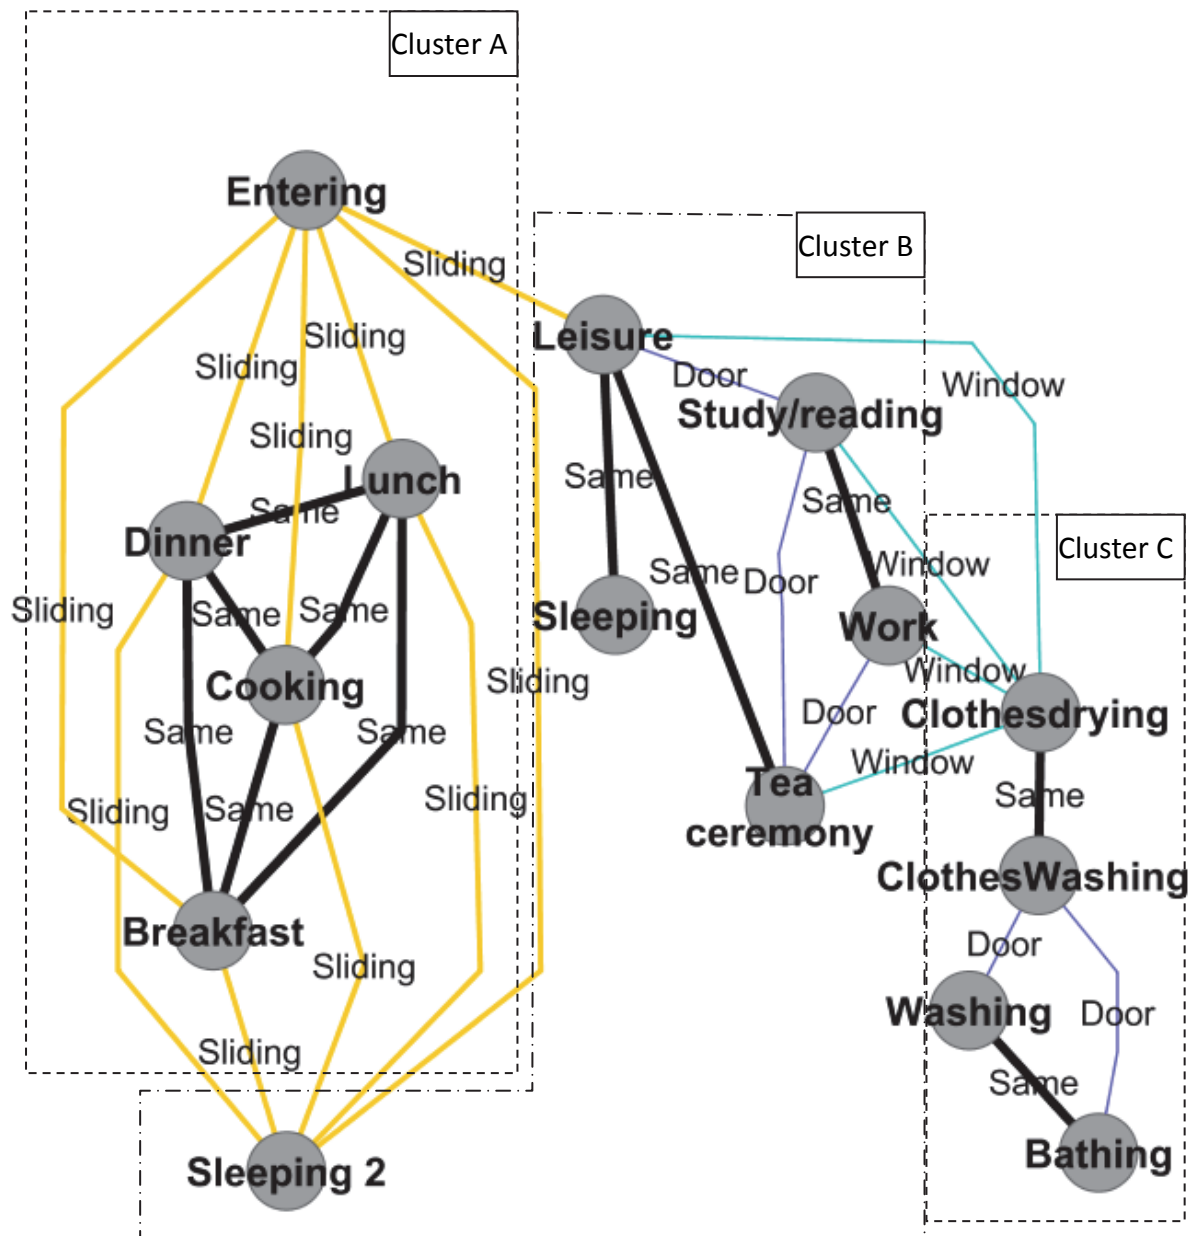 Cluster A
Entering
Cluster B
Sliding
Leisure
Sliding
Sliding
Door
Window
Study/reading
Sliding
Lunch
Same
Same
Same
Dinner
Cluster C
Window
Same
Door
Sliding
Same
Same
Sleeping
Work
Window
Cooking
Sliding
Door
Clothesdrying
Same
Same
Window
Tea
ceremony
Sliding
Same
Sliding
Same
ClothesWashing
Breakfast
Door
Sliding
Washing
Door
Sliding
Same
Bathing
Sleeping 2